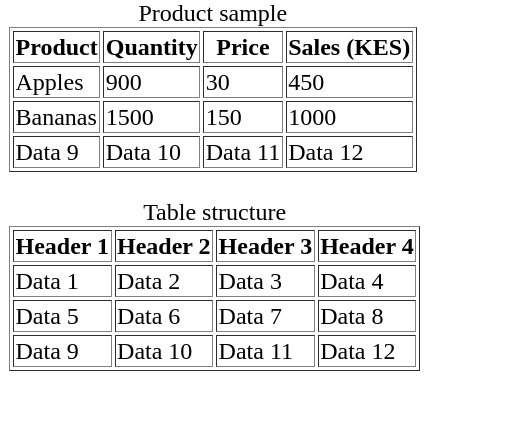 Product sample
Product Quantity Price Sales (KES)
Apples 900 30 450
Bananas 1500 150 1000
Data 9 Data 10 Data 11 Data 12
Table structure
Header 1 Header 2 Header 3 Header 4
Data 1 Data 2 Data 3 Data 4
Data 5 Data 6 Data 7 Data 8
Data 9 Data 10 Data 11 Data 12